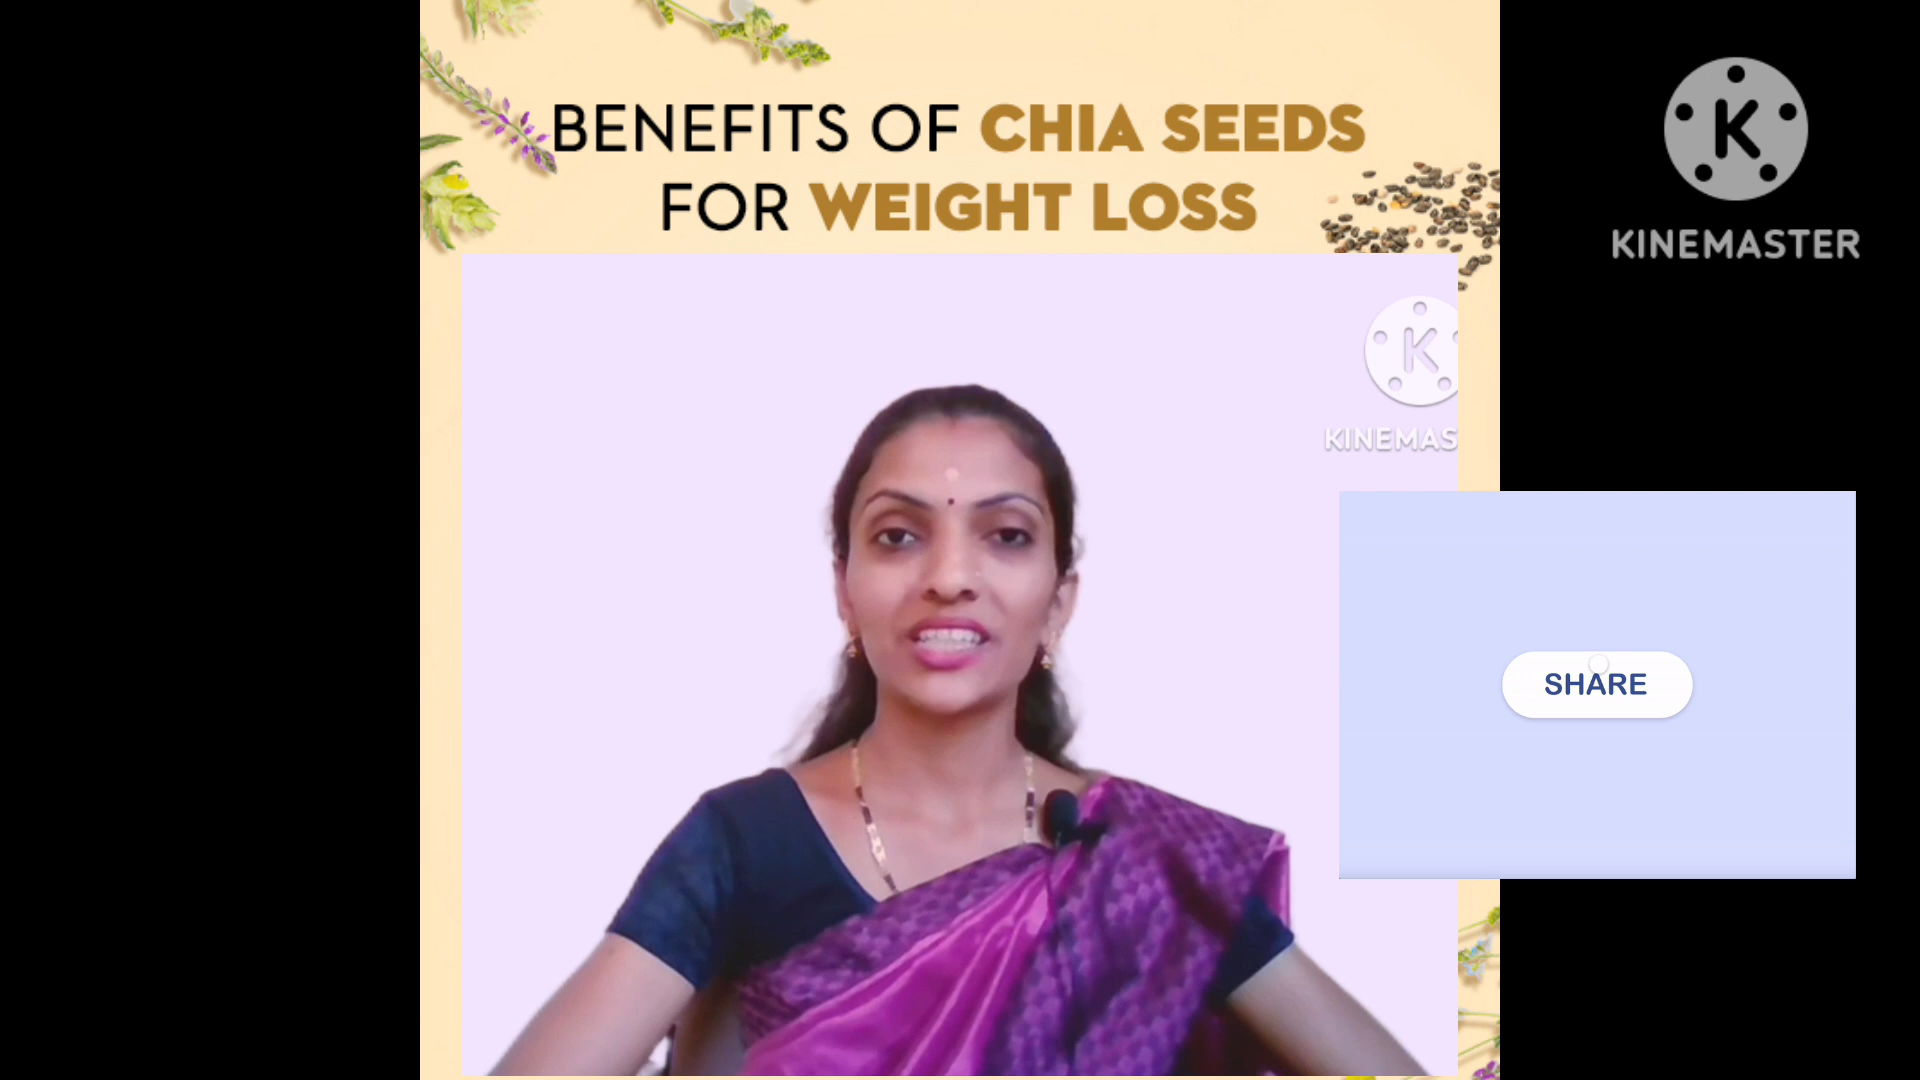 BENEFITS OF CHIA SEEDS
FOR WEIGHT LOSS
K
KINEMASTER
K
KINEMAS
SHARE